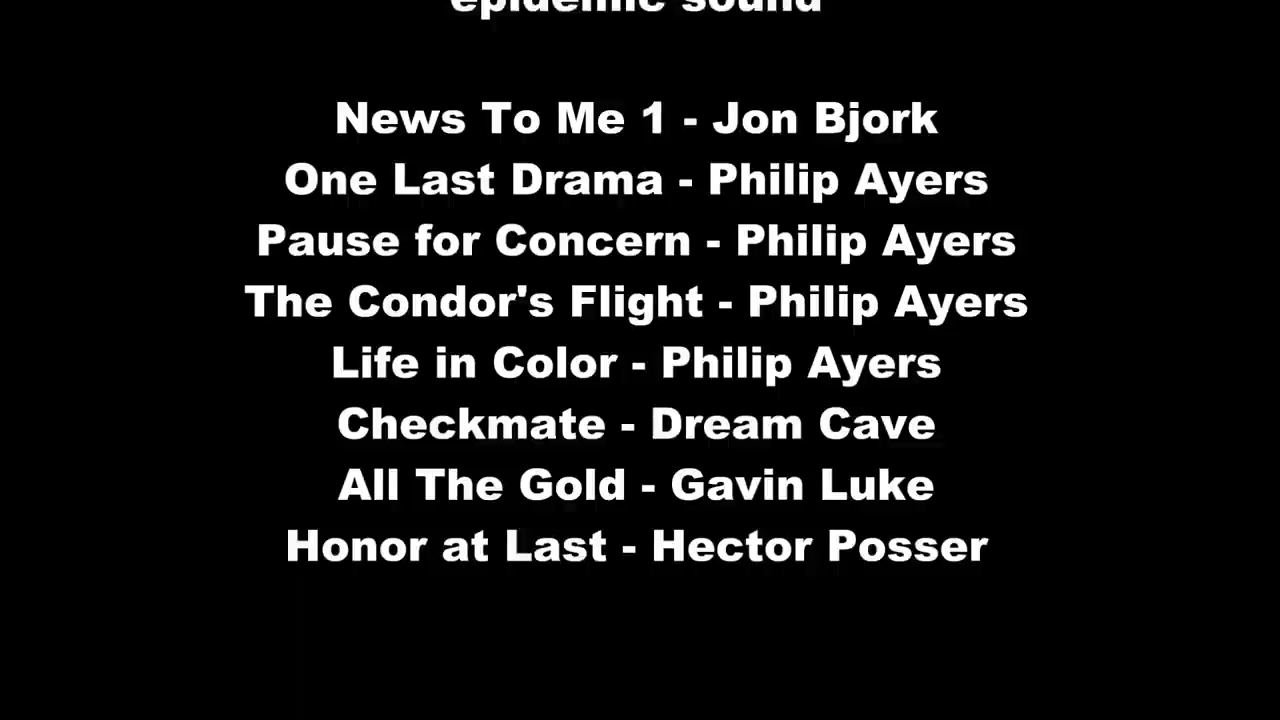 epidemic sound
News To Me 1 - Jon Bjork
One Last Drama - Philip Ayers
Pause for Concern - Philip Ayers
The Condor's Flight - Philip Ayers
Life in Color - Philip Ayers
Checkmate - Dream Cave
All The Gold - Gavin Luke
Honor at Last - Hector Posser